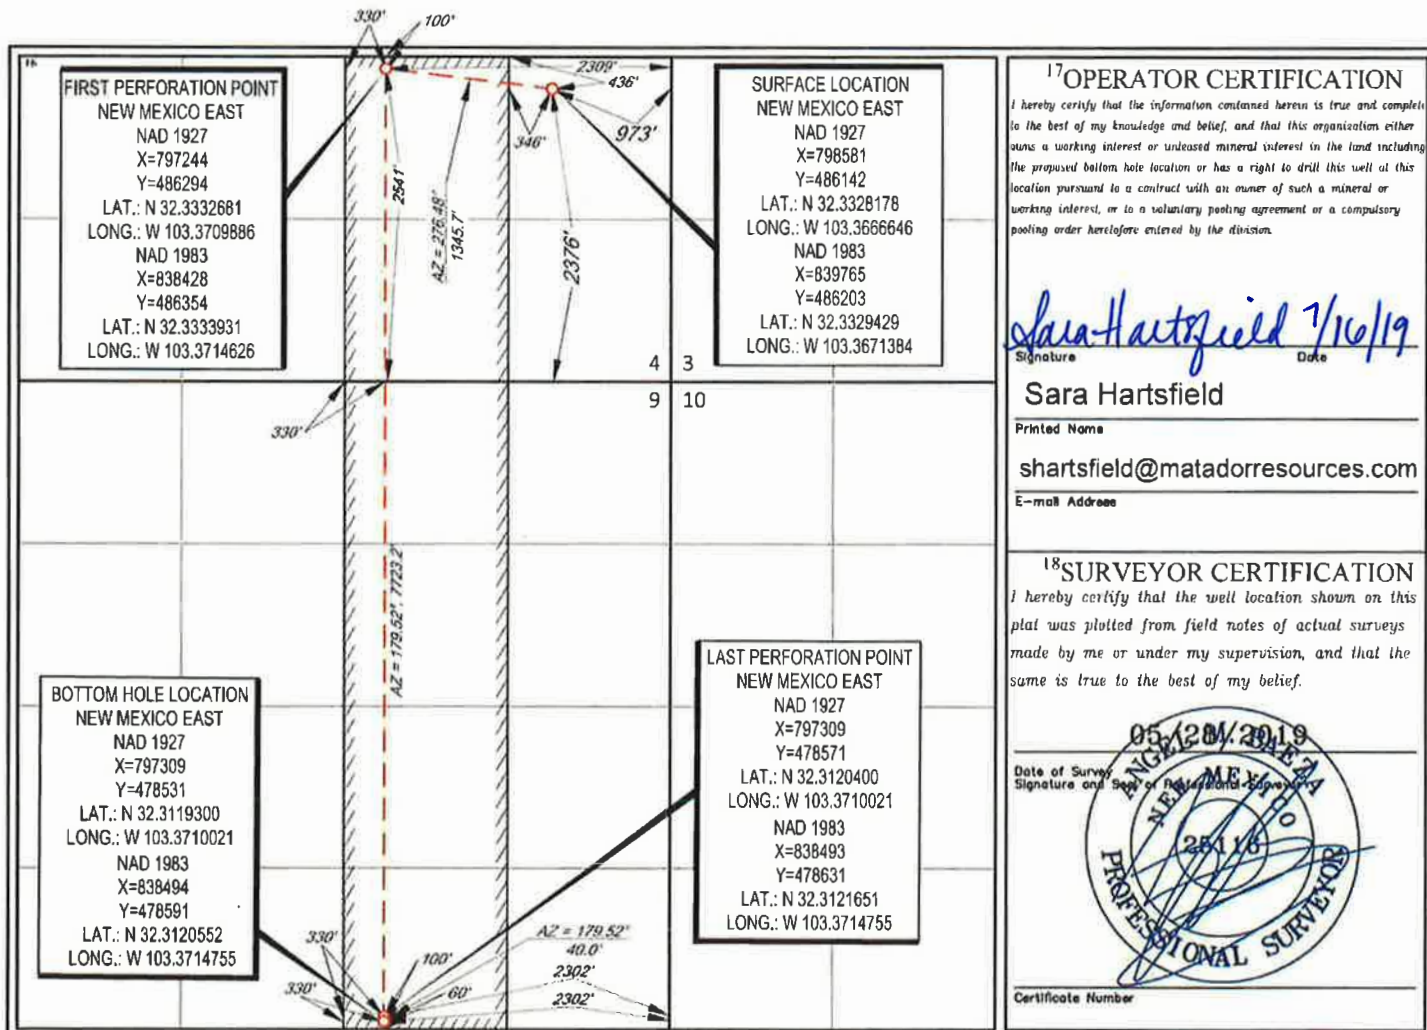 330'
100'
16
FIRST PERFORATION POINT
NEW MEXICO EAST
NAD 1927
X=797244
Y=486294
LAT.: N 32.3332681
LONG.: W 103.3709886
NAD 1983
X=838428
Y=486354
LAT.: N 32.3333931
LONG.: W 103.3714626
2309'
436'
973'
346'
2541'
AZ = 276.48°
1345.7'
2376'
SURFACE LOCATION
NEW MEXICO EAST
NAD 1927
X=798581
Y=486142
LAT.: N 32.3328178
LONG.: W 103.3666646
NAD 1983
X=839765
Y=486203
LAT.: N 32.3329429
LONG.: W 103.3671384
4 3
9 10
330'
AZ = 179.52°, 7723.2'
BOTTOM HOLE LOCATION
NEW MEXICO EAST
NAD 1927
X=797309
Y=478531
LAT.: N 32.3119300
LONG.: W 103.3710021
NAD 1983
X=838494
Y=478591
LAT.: N 32.3120552
LONG.: W 103.3714755
LAST PERFORATION POINT
NEW MEXICO EAST
NAD 1927
X=797309
Y=478571
LAT.: N 32.3120400
LONG.: W 103.3710021
NAD 1983
X=838493
Y=478631
LAT.: N 32.3121651
LONG.: W 103.3714755
330'
330'
100'
60'
AZ = 179.52°
40.0'
2302'
2302'
17 OPERATOR CERTIFICATION
I hereby certify that the information contained herein is true and complete
to the best of my knowledge and belief, and that this organization either
owns a working interest or unleased mineral interest in the land including
the proposed bottom hole location or has a right to drill this well at this
location pursuant to a contract with an owner of such a mineral or
working interest, or to a voluntary pooling agreement or a compulsory
pooling order heretofore entered by the division.
Sara Hartsfield 7/16/19
Signature Date
Sara Hartsfield
Printed Name
shartsfield@matadorresources.com
E-mail Address
18 SURVEYOR CERTIFICATION
I hereby certify that the well location shown on this
plat was plotted from field notes of actual surveys
made by me or under my supervision, and that the
same is true to the best of my belief.
05/28/2019
Date of Survey
Signature and Seal of Professional Surveyor
ANGEL M. BAEZA
NEW MEXICO
25116
PROFESSIONAL SURVEYOR
Certificate Number